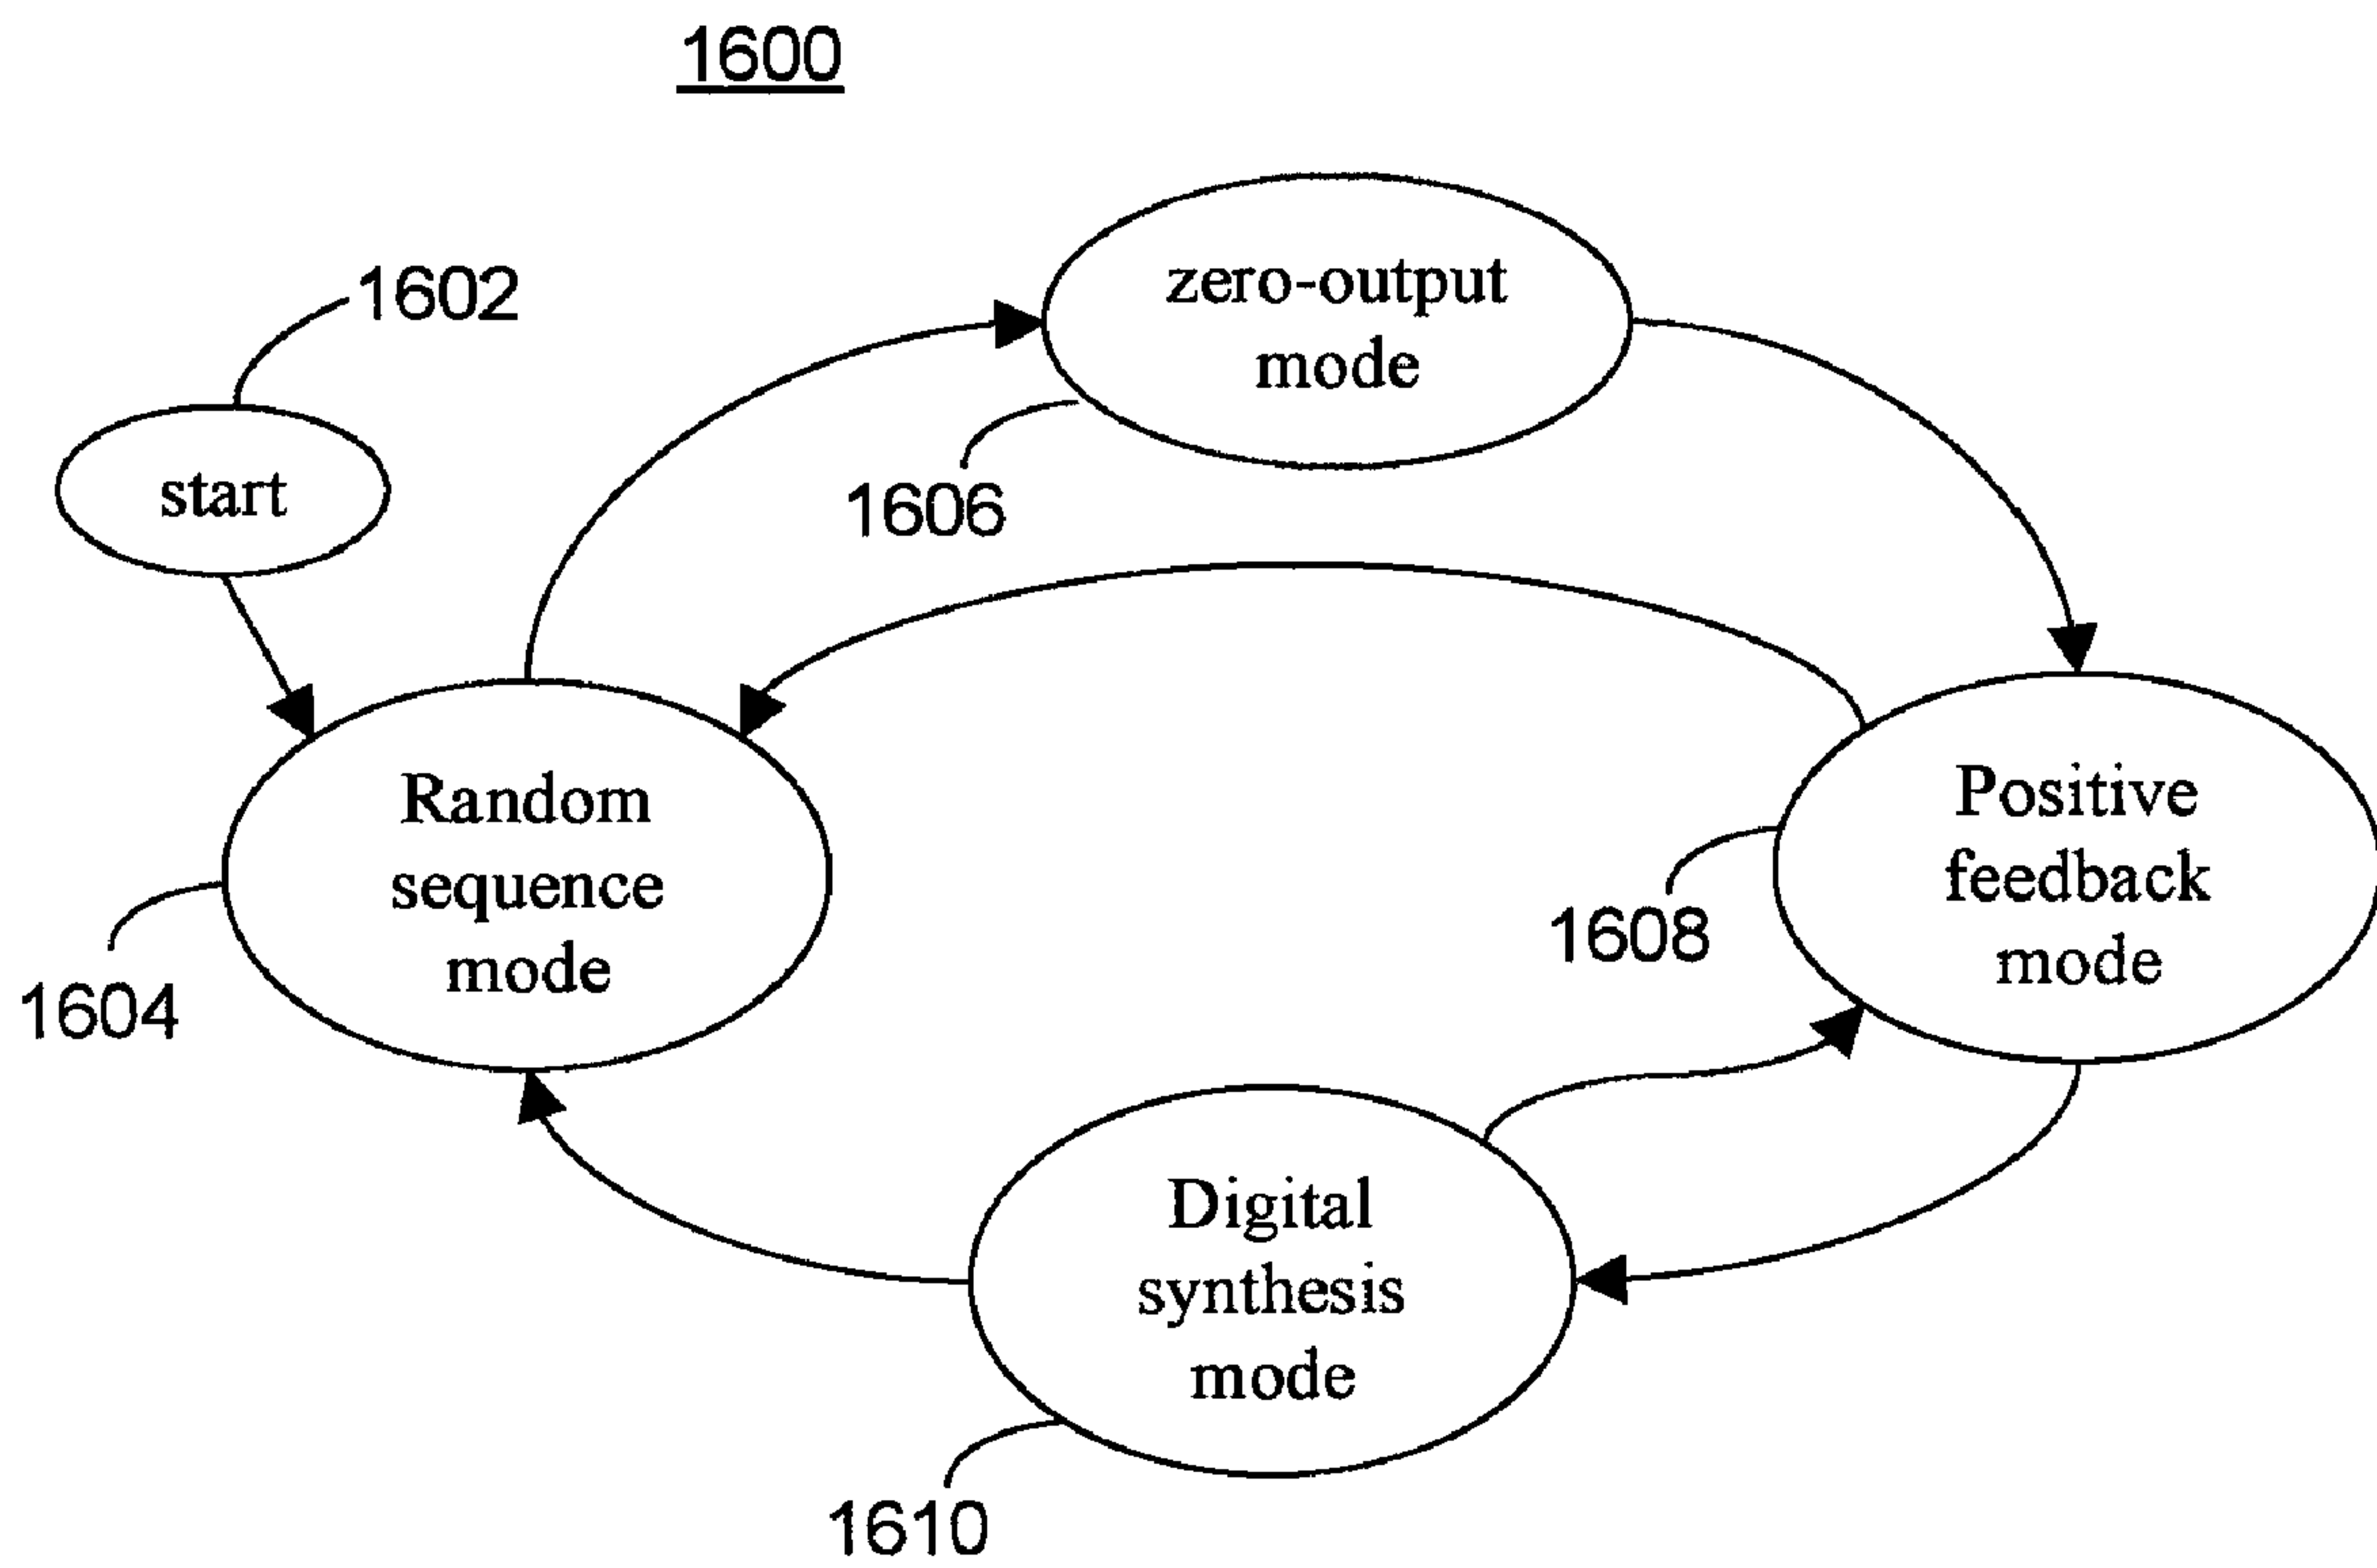 1600
zero-output
mode
1602
start
1606
Random
sequence
mode
1604
Positive
feedback
mode
1608
Digital
synthesis
mode
1610